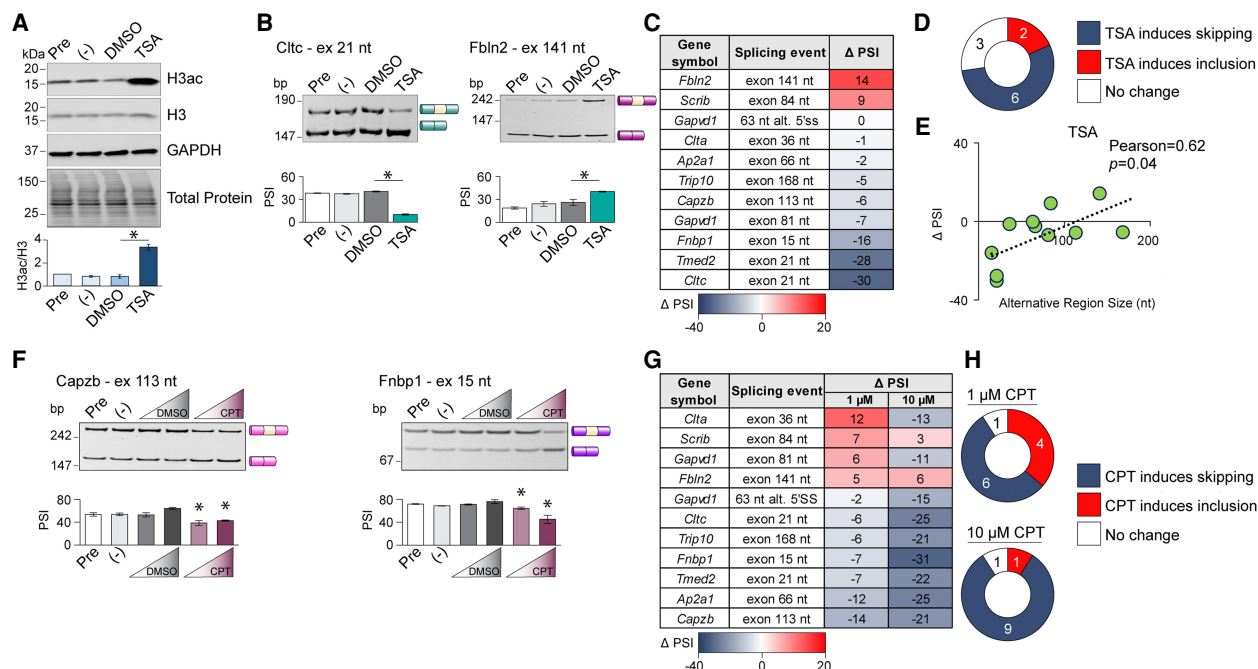 A
kDa
Pre
(-)
DMSO
TSA
20
15
H3ac
20
15
H3
37
GAPDH
150
25
Total Protein
H3ac/H3
4
2
0
*
Pre
(-)
DMSO
TSA
B
Cltc - ex 21 nt
bp
Pre
(-)
DMSO
TSA
190
147
PSI
60
30
0
*
Pre
(-)
DMSO
TSA
Fbln2 - ex 141 nt
bp
Pre
(-)
DMSO
TSA
242
147
PSI
60
30
0
*
Pre
(-)
DMSO
TSA
C
Gene symbol Splicing event Δ PSI
Fbln2 exon 141 nt 14
Scrib exon 84 nt 9
Gapvd1 63 nt alt. 5'ss 0
Clta exon 36 nt -1
Ap2a1 exon 66 nt -2
Trip10 exon 168 nt -5
Capzb exon 113 nt -6
Gapvd1 exon 81 nt -7
Fnbp1 exon 15 nt -16
Tmed2 exon 21 nt -28
Cltc exon 21 nt -30
Δ PSI
-40 0 20
D
3
2
6
TSA induces skipping
TSA induces inclusion
No change
E
TSA
Pearson=0.62
p=0.04
Δ PSI
40
0
-40
100
200
Alternative Region Size (nt)
F
Capzb - ex 113 nt
bp
Pre
(-)
DMSO
CPT
242
147
PSI
80
40
0
* *
Pre
(-)
DMSO
CPT
Fnbp1 - ex 15 nt
bp
Pre
(-)
DMSO
CPT
67
PSI
80
40
0
* *
Pre
(-)
DMSO
CPT
G
Gene symbol Splicing event Δ PSI
1 µM 10 µM
Clta exon 36 nt 12 -13
Scrib exon 84 nt 7 3
Gapvd1 exon 81 nt 6 -11
Fbln2 exon 141 nt 5 6
Gapvd1 63 nt alt. 5'SS -2 -15
Cltc exon 21 nt -6 -25
Trip10 exon 168 nt -6 -21
Fnbp1 exon 15 nt -7 -31
Tmed2 exon 21 nt -7 -22
Ap2a1 exon 66 nt -12 -25
Capzb exon 113 nt -14 -21
Δ PSI
-40 0 20
H
1 µM CPT
1
4
6
10 µM CPT
1
1
9
CPT induces skipping
CPT induces inclusion
No change